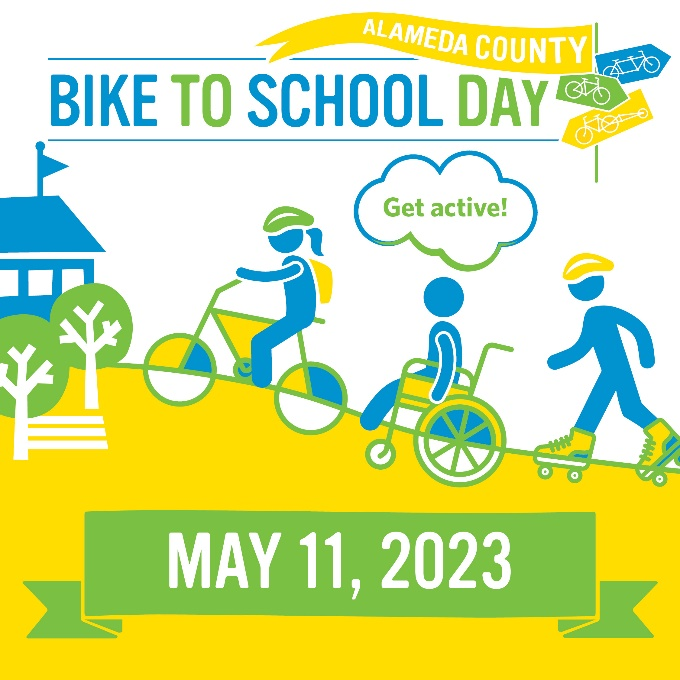 ALAMEDA COUNTY
BIKE TO SCHOOL DAY
Get active!
MAY 11, 2023